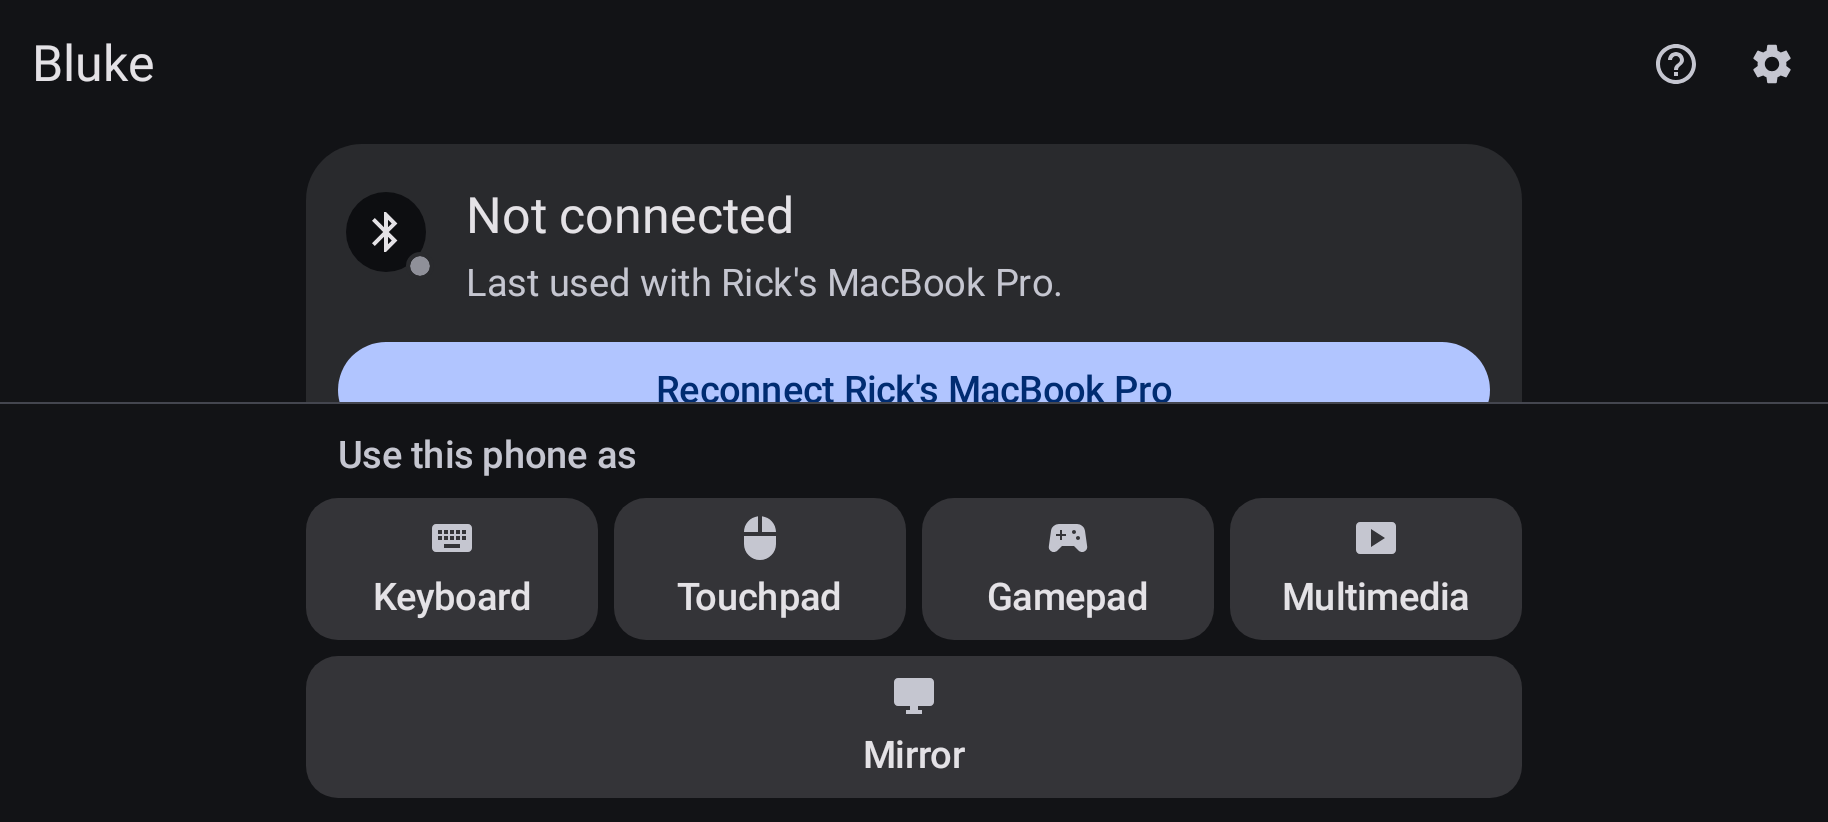 Bluke
Not connected
Last used with Rick's MacBook Pro.
Reconnect Rick's MacBook Pro
Use this phone as
Keyboard
Touchpad
Gamepad
Multimedia
Mirror